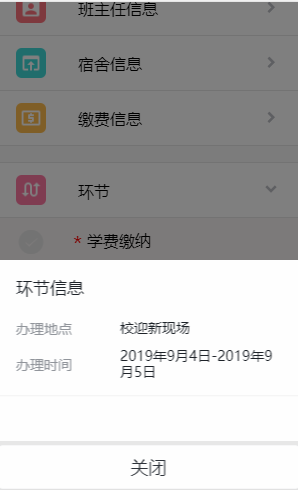 班主任信息
宿舍信息
缴费信息
环节
* 学费缴纳
环节信息
办理地点 校迎新现场
办理时间 2019年9月4日-2019年9
月5日
关闭